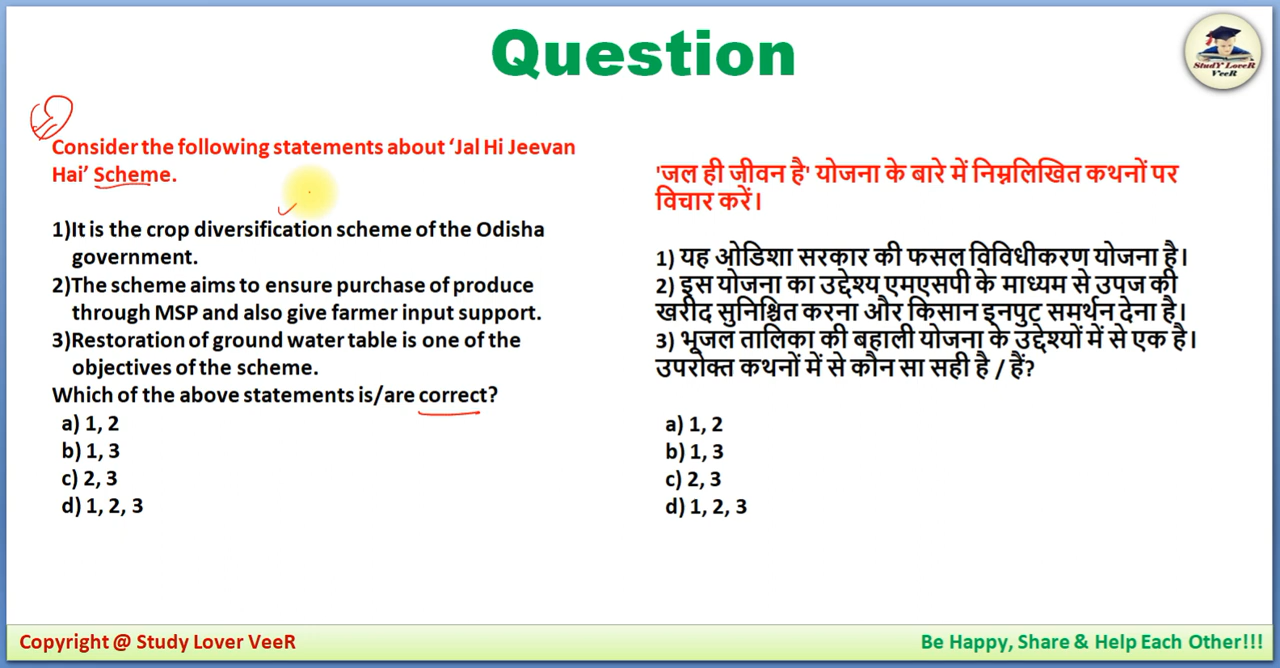 Question
StudY LoveR
VeeR
Consider the following statements about ‘Jal Hi Jeevan
Hai’ Scheme.
1)It is the crop diversification scheme of the Odisha
government.
2)The scheme aims to ensure purchase of produce
through MSP and also give farmer input support.
3)Restoration of ground water table is one of the
objectives of the scheme.
Which of the above statements is/are correct?
a) 1, 2
b) 1, 3
c) 2, 3
d) 1, 2, 3
'जल ही जीवन है' योजना के बारे में निम्नलिखित कथनों पर
विचार करें।
1) यह ओडिशा सरकार की फसल विविधीकरण योजना है।
2) इस योजना का उद्देश्य एमएसपी के माध्यम से उपज की
खरीद सुनिश्चित करना और किसान इनपुट समर्थन देना है।
3) भूजल तालिका की बहाली योजना के उद्देश्यों में से एक है।
उपरोक्त कथनों में से कौन सा सही है / हैं?
a) 1, 2
b) 1, 3
c) 2, 3
d) 1, 2, 3
Copyright @ Study Lover VeeR
Be Happy, Share & Help Each Other!!!